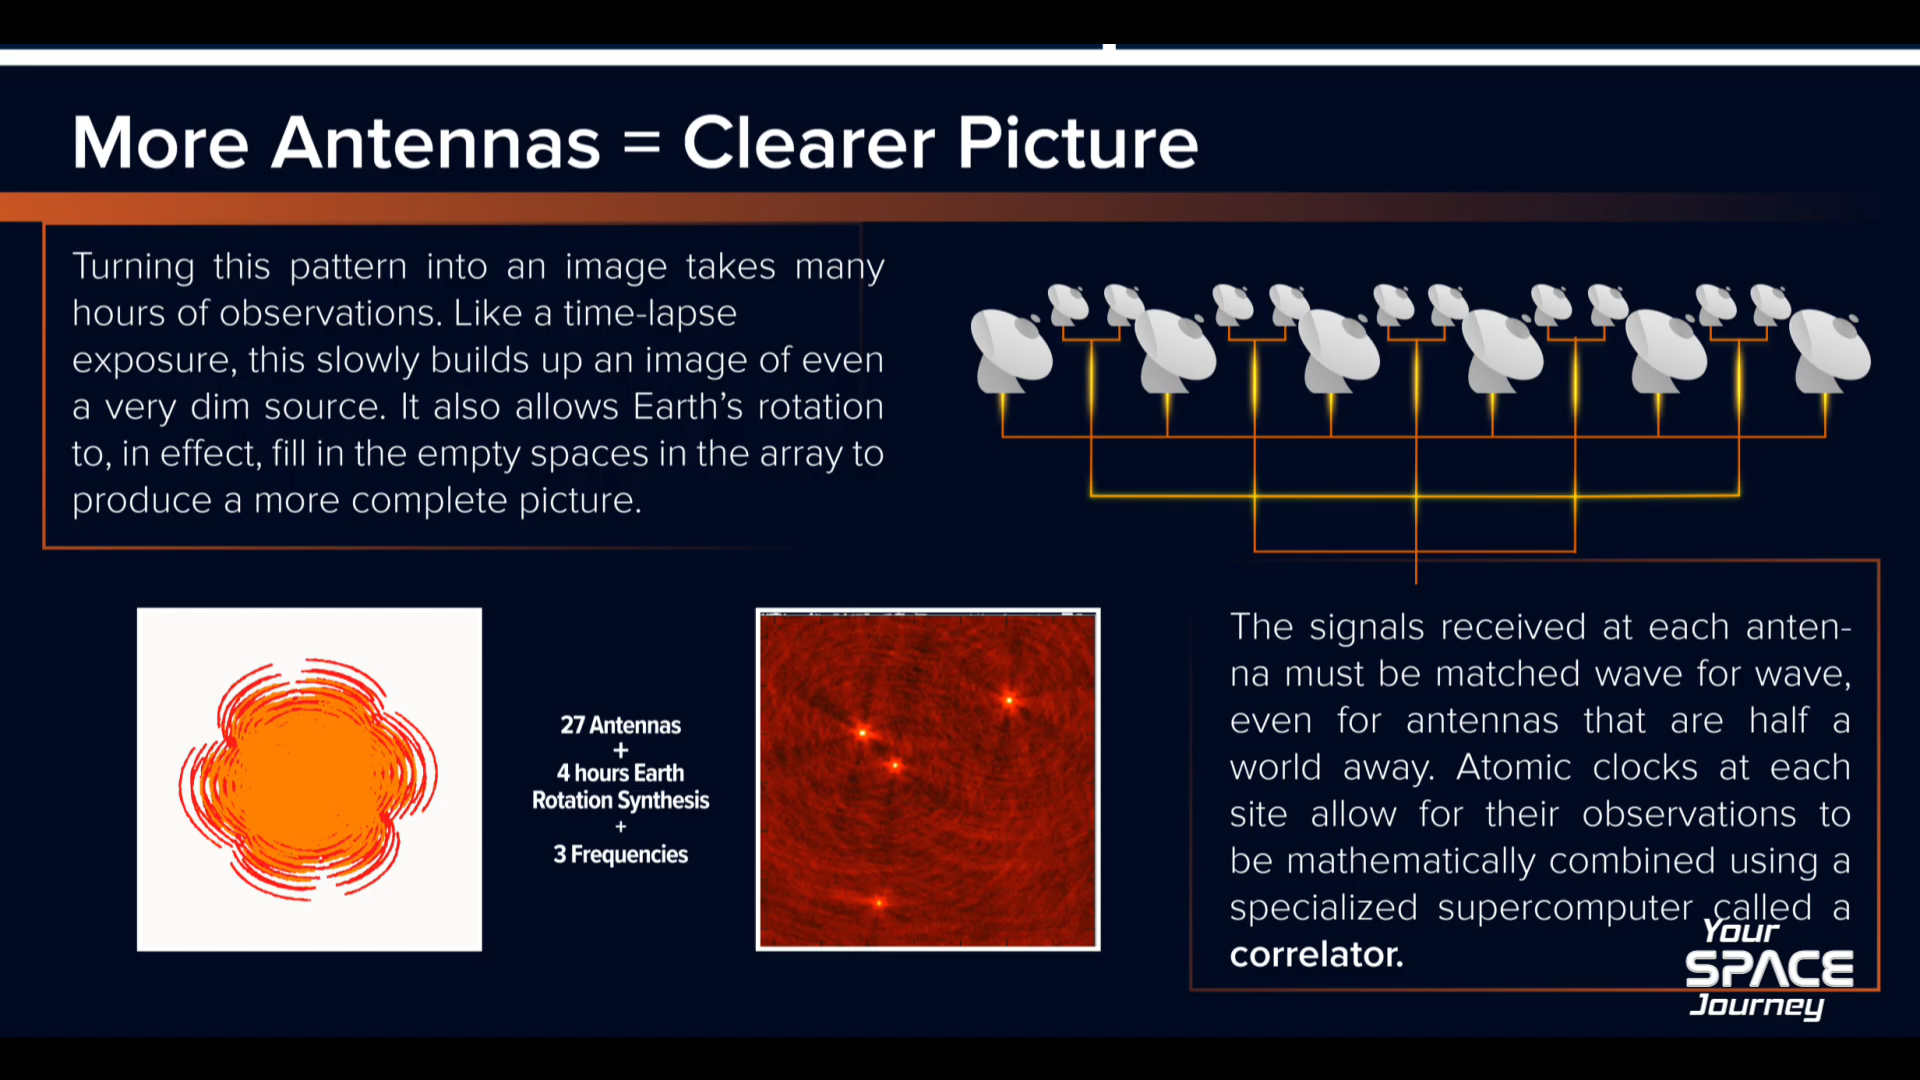 More Antennas = Clearer Picture
Turning this pattern into an image takes many
hours of observations. Like a time-lapse
exposure, this slowly builds up an image of even
a very dim source. It also allows Earth's rotation
to, in effect, fill in the empty spaces in the array to
produce a more complete picture.
27 Antennas
+
4 hours Earth
Rotation Synthesis
+
3 Frequencies
The signals received at each anten-
na must be matched wave for wave,
even for antennas that are half a
world away. Atomic clocks at each
site allow for their observations to
be mathematically combined using a
specialized supercomputer called a
correlator.
Your
SPACE
Journey